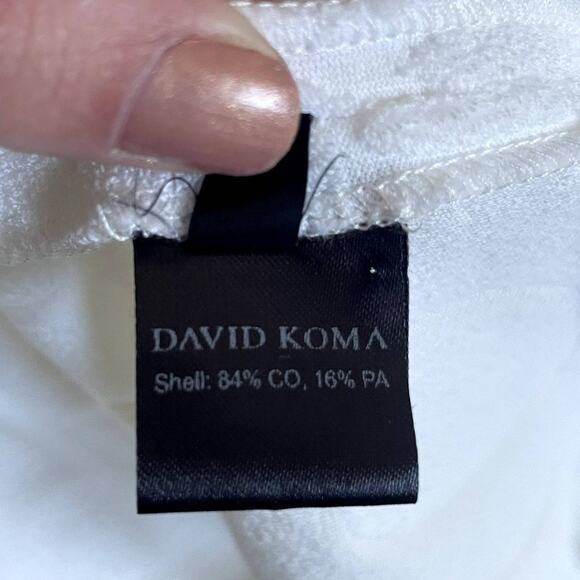 DAVID KOMA
Shell: 84% CO, 16% PA